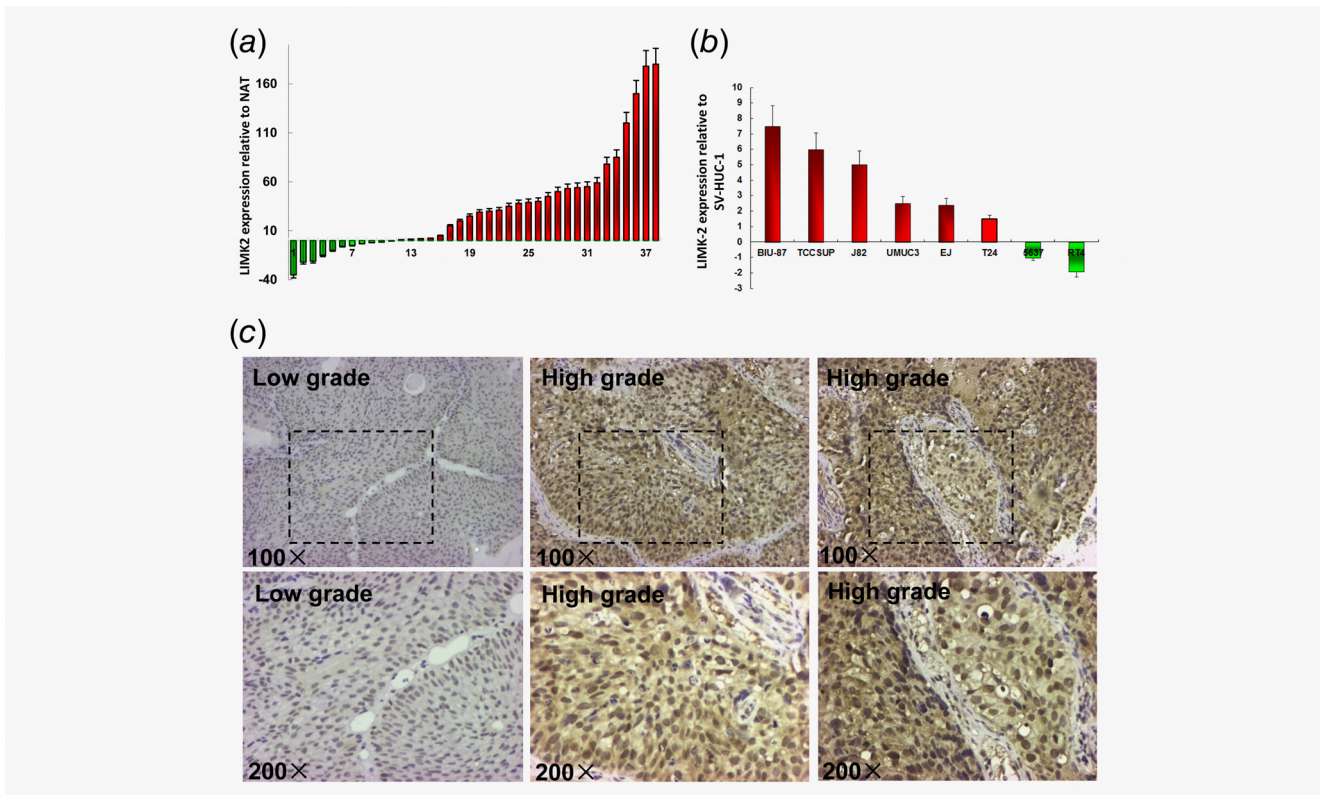 (a)
LIMK2 expression relative to NAT
160
110
60
10
-40
1 7 13 19 25 31 37
(b)
LIMK-2 expression relative to
SV-HUC-1
10
9
8
7
6
5
4
3
2
1
0
-1
-2
-3
BIU-87 TCCSUP J82 UMUC3 EJ T24 5637 RT4
(c)
Low grade High grade High grade
100× 100× 100×
Low grade High grade High grade
200× 200× 200×